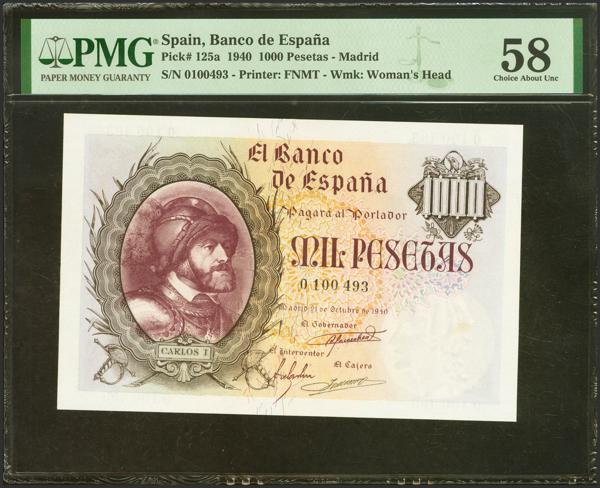 PMG
PAPER MONEY GUARANTY
Spain, Banco de España
Pick# 125a 1940 1000 Pesetas - Madrid
S/N 0100493 - Printer: FNMT - Wmk: Woman's Head
58
Choice About Unc
El Banco
de España
Pagará al Portador
MIL PESETAS
0 100 493
Madrid 21 de Octubre de 1940
El Gobernador
El Interventor
El Cajero
CARLOS I